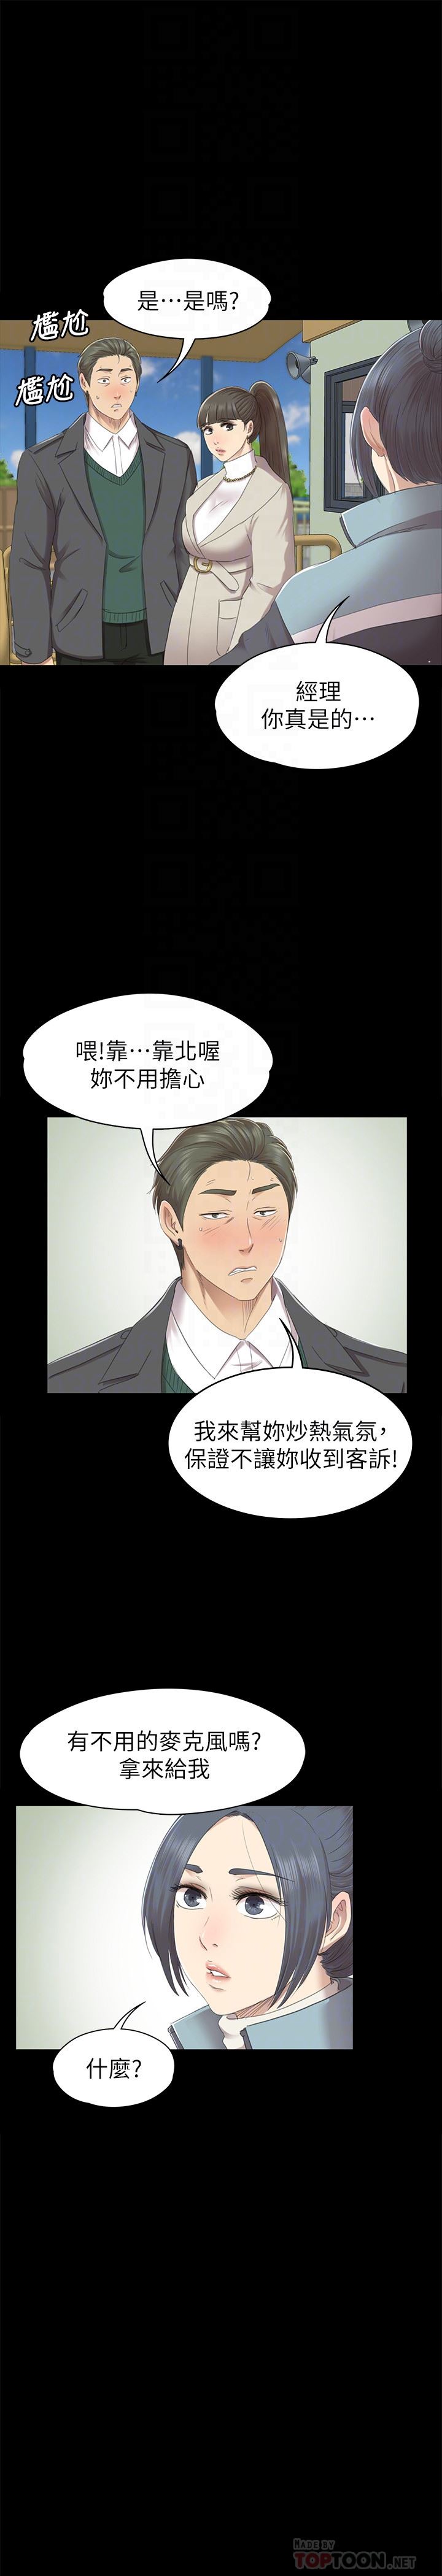 是…是嗎?
尷尬
尷尬
經理
你真是的…
喂!靠…靠北喔
妳不用擔心
我來幫妳炒熱氣氛,
保證不讓妳收到客訴!
有不用的麥克風嗎?
拿來給我
什麼?
MADE BY
TOPTOON.NET